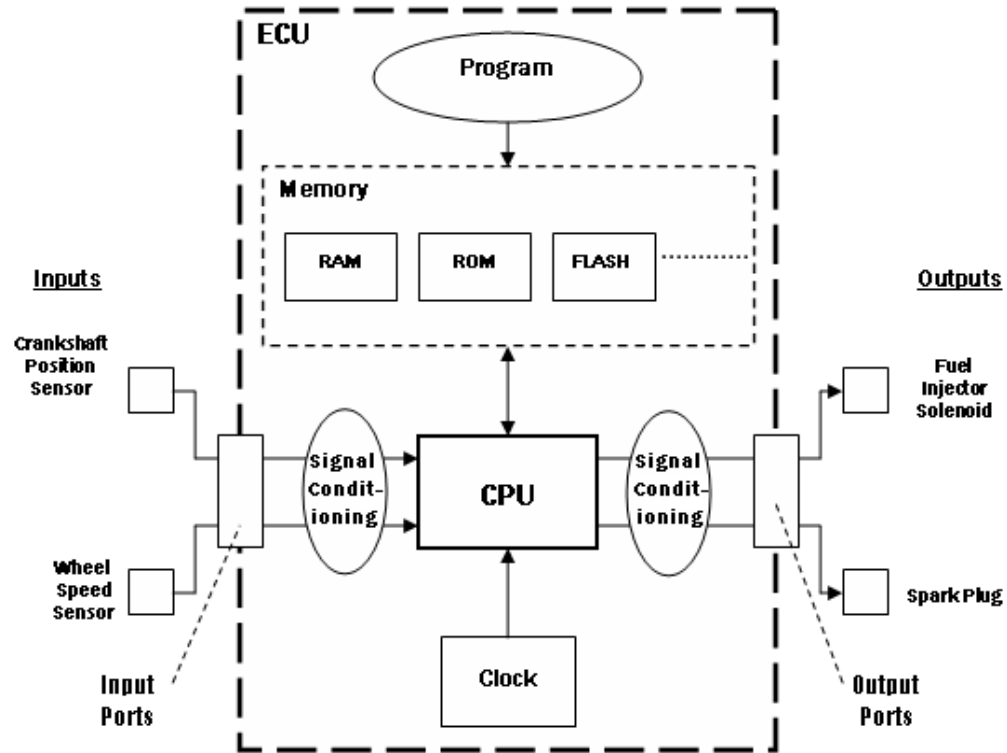 ECU
Program
Memory
RAM
ROM
FLASH
Inputs
Outputs
Crankshaft
Position
Sensor
Fuel
Injector
Solenoid
Signal
Condit-
ioning
CPU
Signal
Condit-
ioning
Wheel
Speed
Sensor
Spark Plug
Clock
Input
Ports
Output
Ports